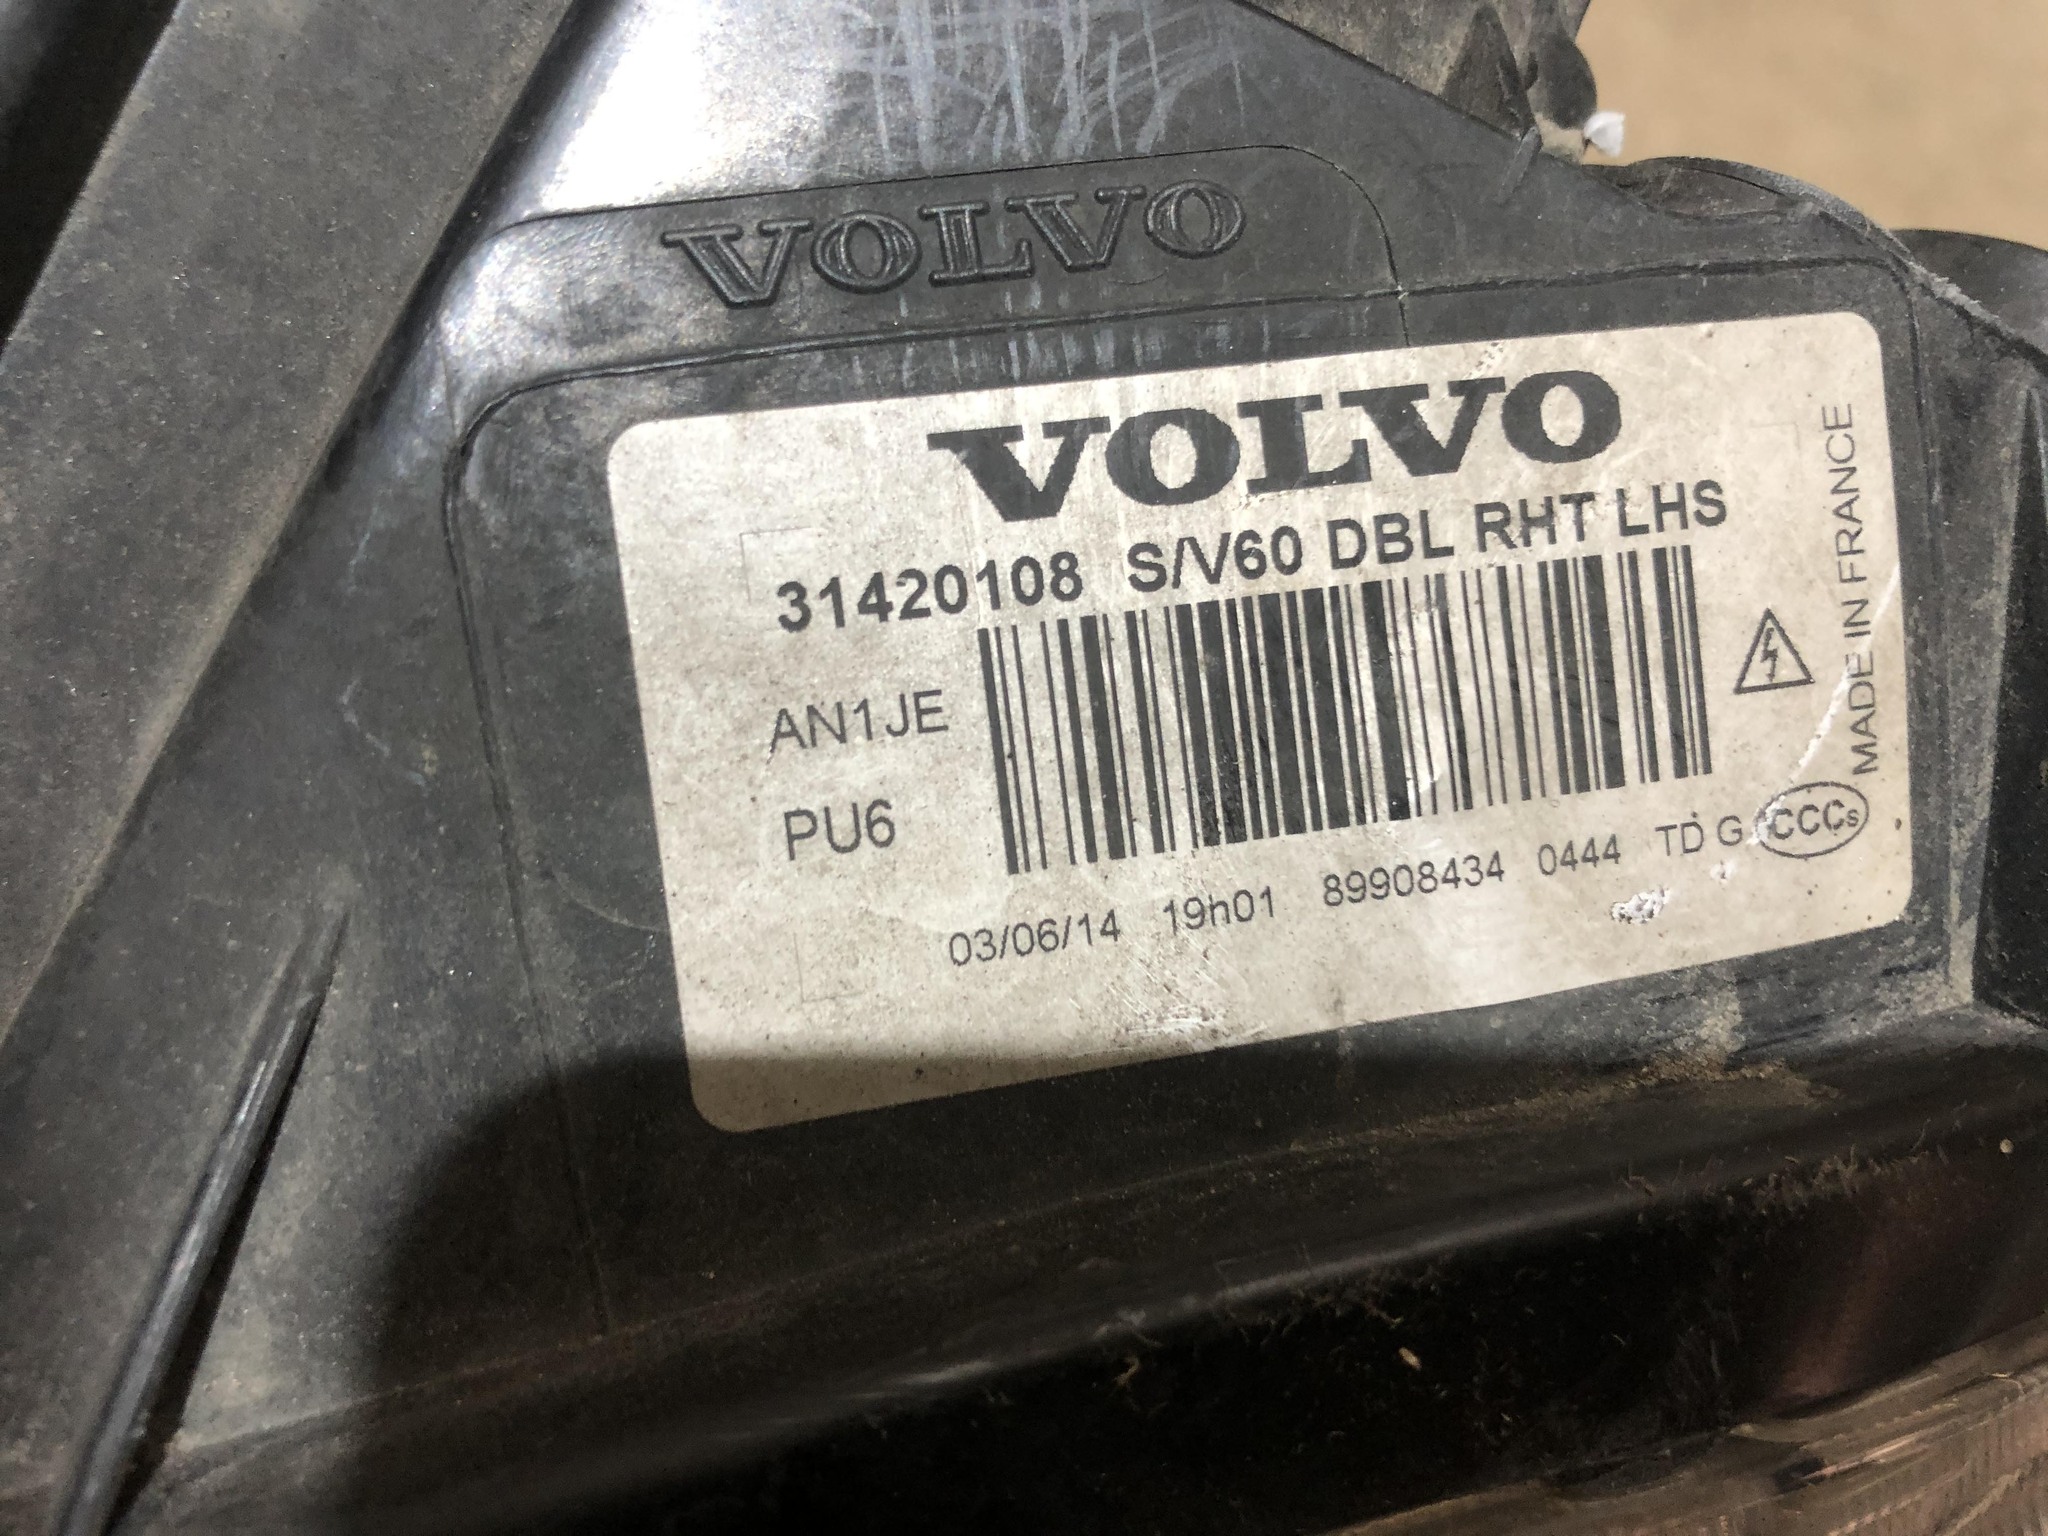 VOLVO
VOLVO
31420108 S/V60 DBL RHT LHS
AN1JE
PU6
03/06/14 19h01 89908434 0444 TD G CCCs
MADE IN FRANCE